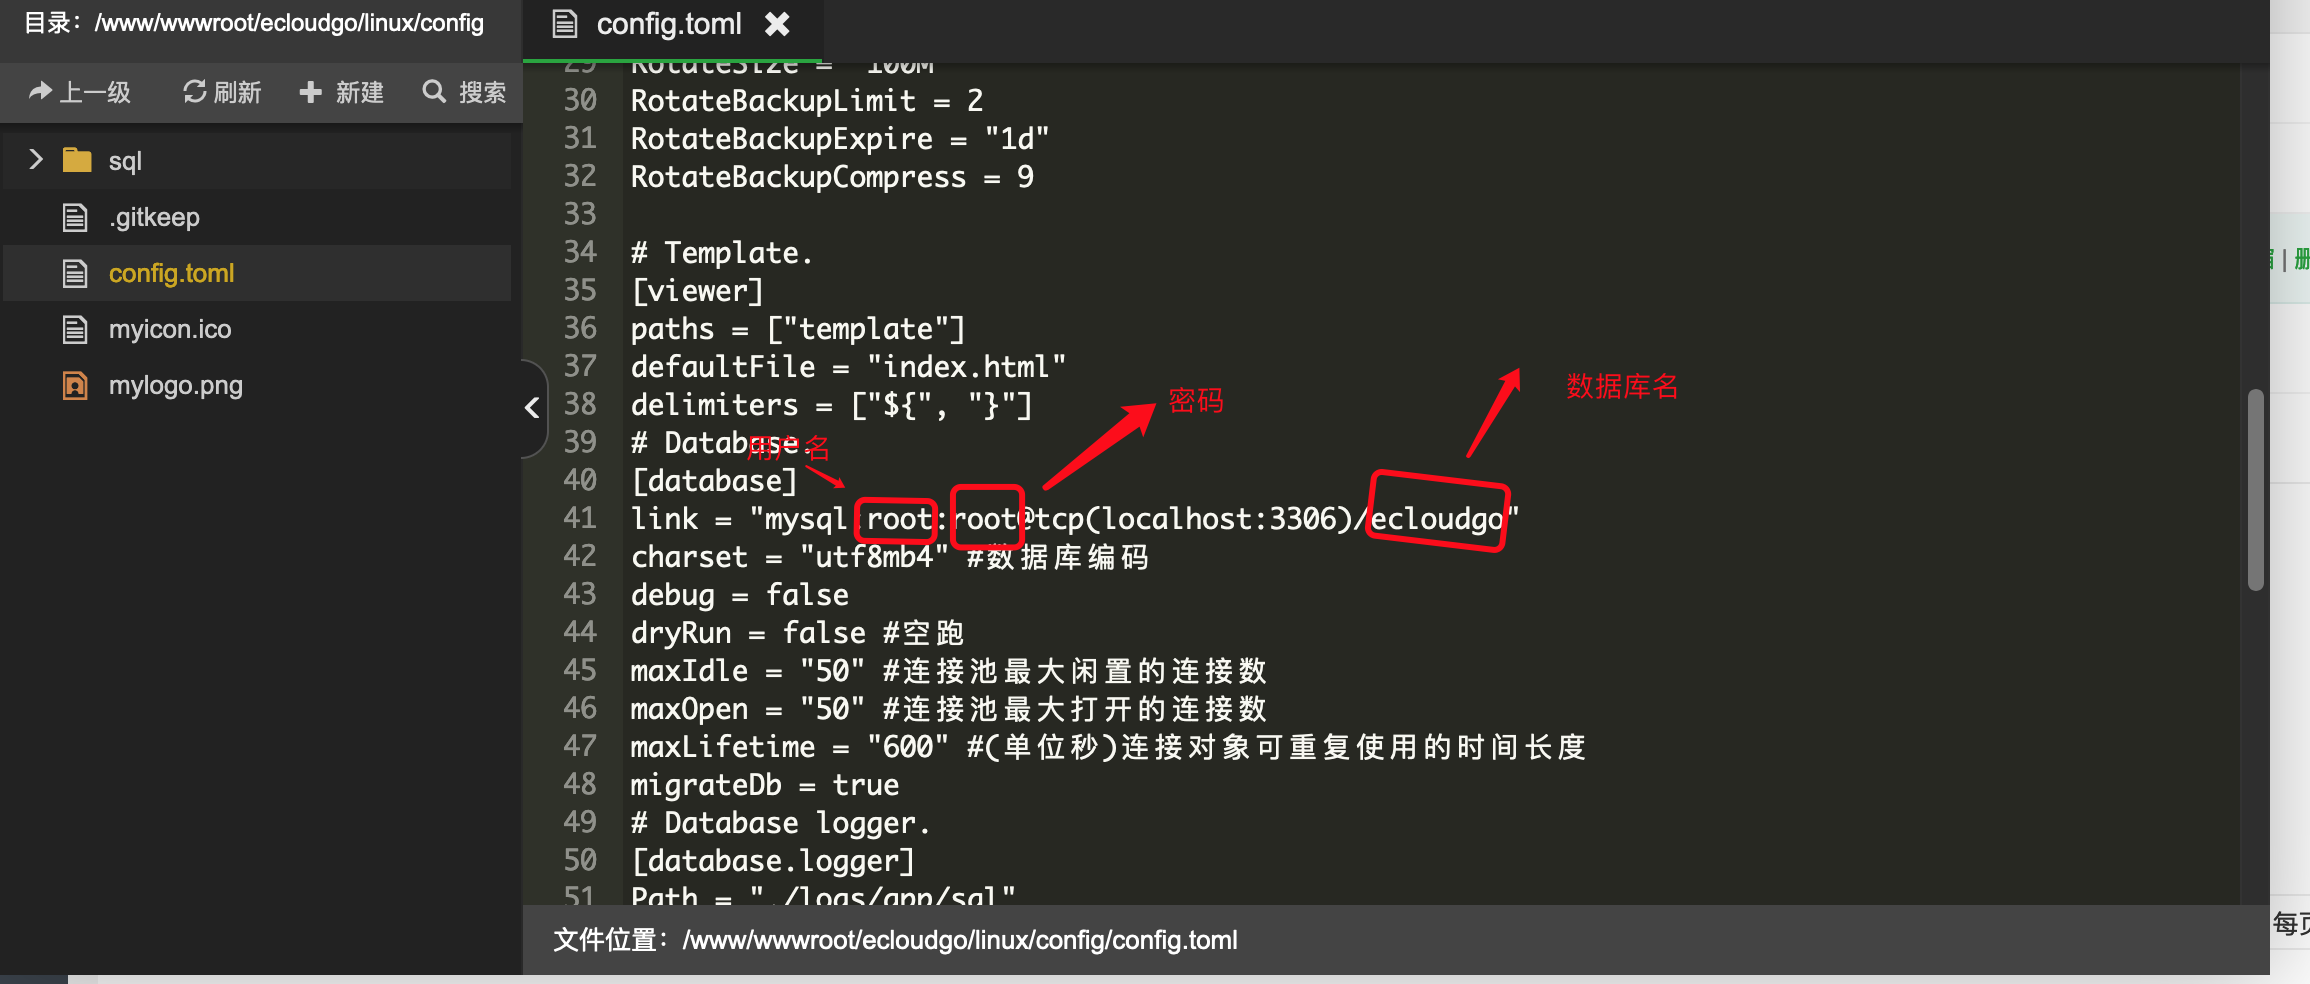 目录：/www/wwwroot/ecloudgo/linux/config
上一级 刷新 新建 搜索
sql
.gitkeep
config.toml
myicon.ico
mylogo.png
config.toml
29 RotateSize = "100M
30 RotateBackupLimit = 2
31 RotateBackupExpire = "1d"
32 RotateBackupCompress = 9
33
34 # Template.
35 [viewer]
36 paths = ["template"]
37 defaultFile = "index.html"
38 delimiters = ["${", "}"]
密码
数据库名
39 # Database.
用户名
40 [database]
41 link = "mysql:root:root@tcp(localhost:3306)/ecloudgo"
42 charset = "utf8mb4" #数据库编码
43 debug = false
44 dryRun = false #空跑
45 maxIdle = "50" #连接池最大闲置的连接数
46 maxOpen = "50" #连接池最大打开的连接数
47 maxLifetime = "600" #(单位秒)连接对象可重复使用的时间长度
48 migrateDb = true
49 # Database logger.
50 [database.logger]
51 Path = "./logs/app/sql"
文件位置：/www/wwwroot/ecloudgo/linux/config/config.toml
| 删
每页